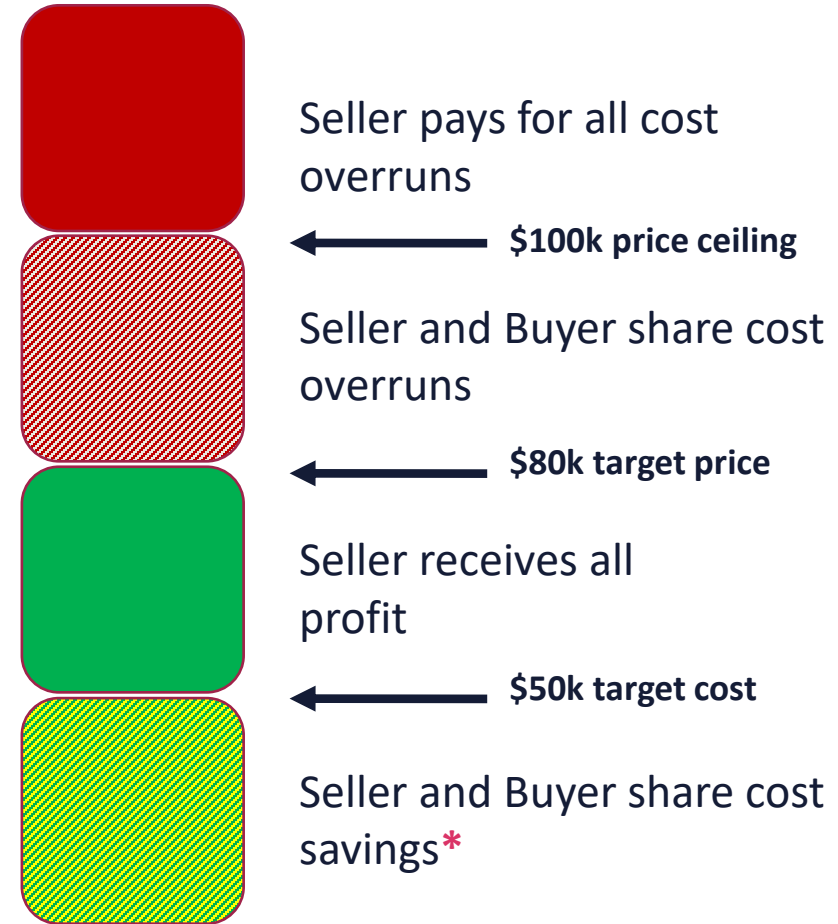 Seller pays for all cost
overruns
$100k price ceiling
Seller and Buyer share cost
overruns
$80k target price
Seller receives all
profit
$50k target cost
Seller and Buyer share cost
savings*